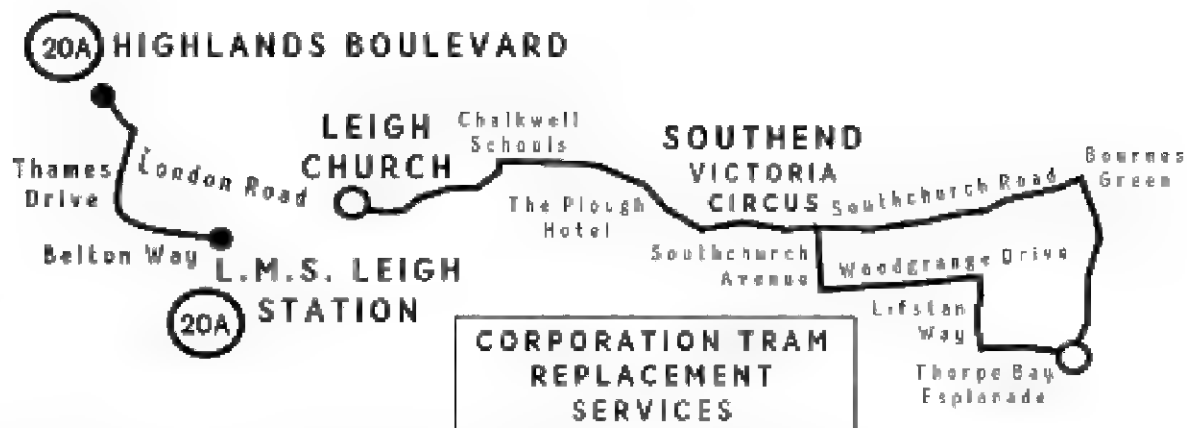 20A HIGHLANDS BOULEVARD
Thames
Drive
London Road
Belton Way
L.M.S. LEIGH
STATION
20A
LEIGH
CHURCH
Chalkwell
Schools
The Plough
Hotel
SOUTHEND
VICTORIA
CIRCUS
Southchurch Road
Bournes
Green
Southchurch
Avenue
Woodgrange Drive
Lifstan
Way
Thorpe Bay
Esplanade
CORPORATION TRAM
REPLACEMENT
SERVICES